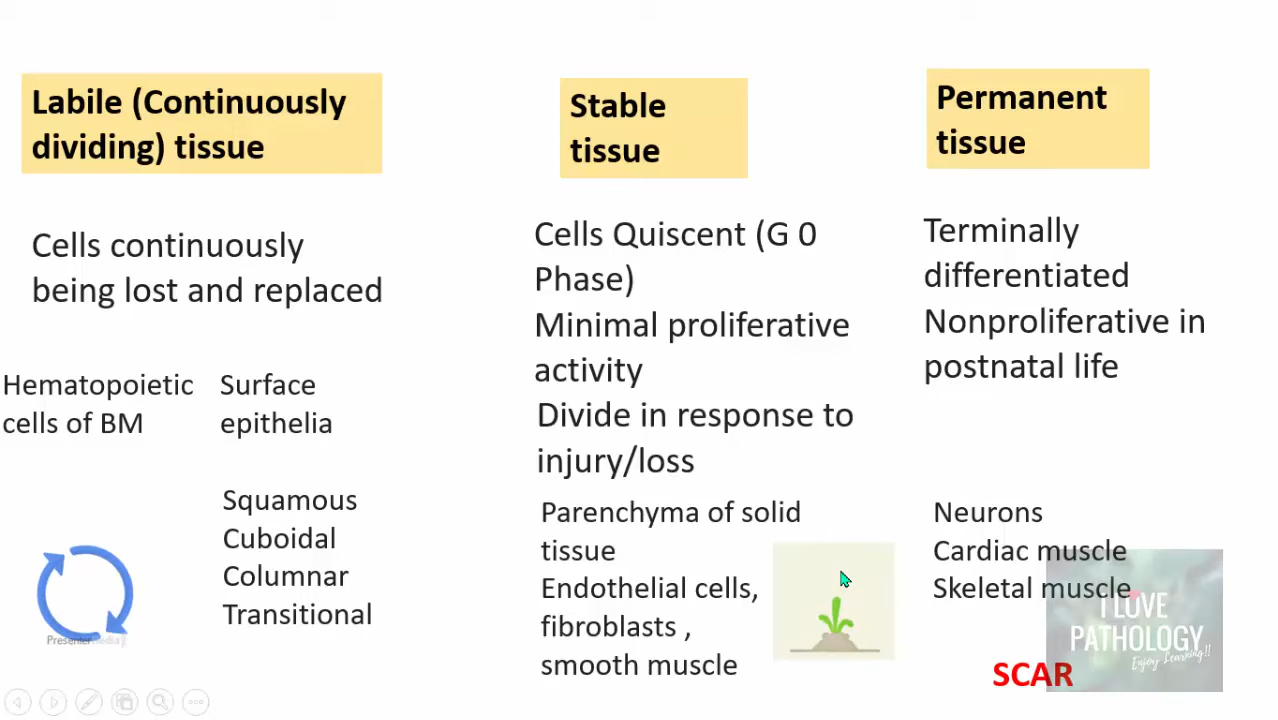 Labile (Continuously
dividing) tissue
Cells continuously
being lost and replaced
Hematopoietic
cells of BM
Surface
epithelia
Squamous
Cuboidal
Columnar
Transitional
Presentermedia
Stable
tissue
Cells Quiscent (G 0
Phase)
Minimal proliferative
activity
Divide in response to
injury/loss
Parenchyma of solid
tissue
Endothelial cells,
fibroblasts ,
smooth muscle
Permanent
tissue
Terminally
differentiated
Nonproliferative in
postnatal life
Neurons
Cardiac muscle
Skeletal muscle
I LOVE
PATHOLOGY
Enjoy Learning!!
SCAR